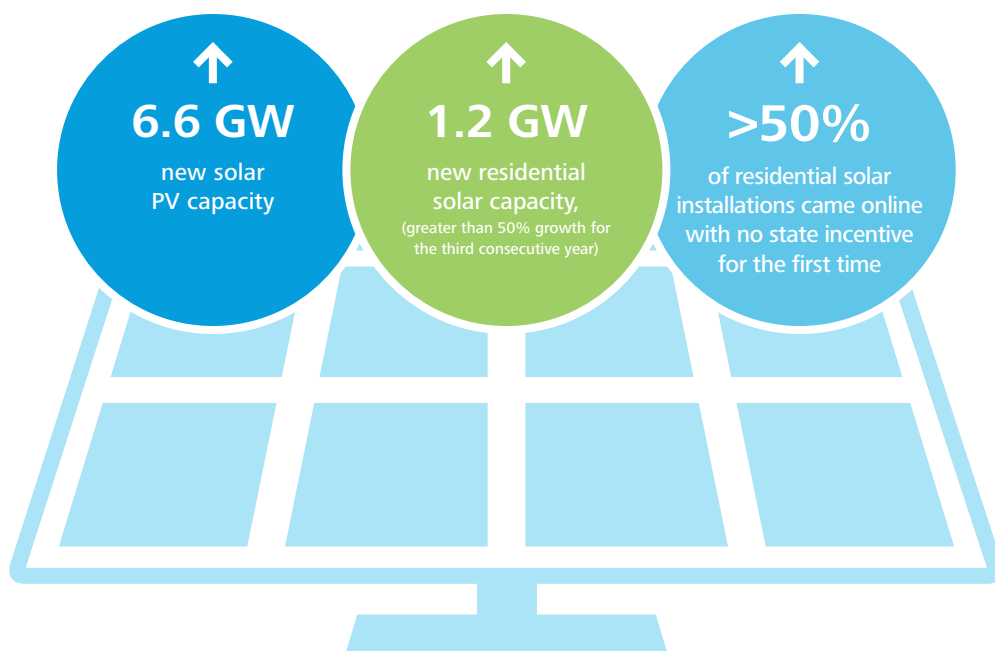 6.6 GW
new solar
PV capacity
1.2 GW
new residential
solar capacity,
(greater than 50% growth for
the third consecutive year)
>50%
of residential solar
installations came online
with no state incentive
for the first time